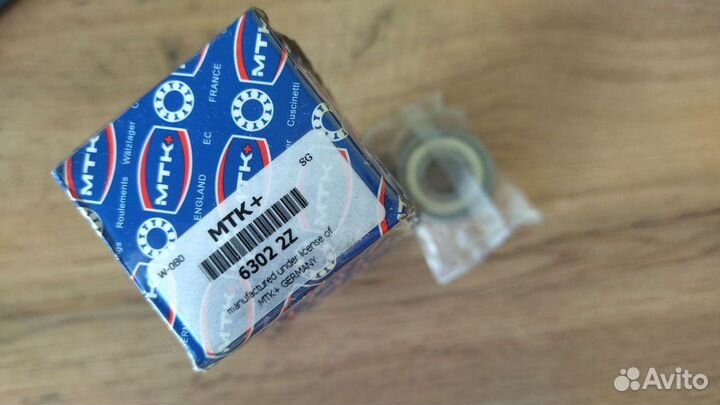 MTK+
FRANCE
Cuscinetti
EC
MTK+
Wälzlager
Roulements
MTK+
ENGLAND
MTK+
SG
MTK+
W-080
6302 2Z
manufactured under license of
MTK+ GERMANY
Avito